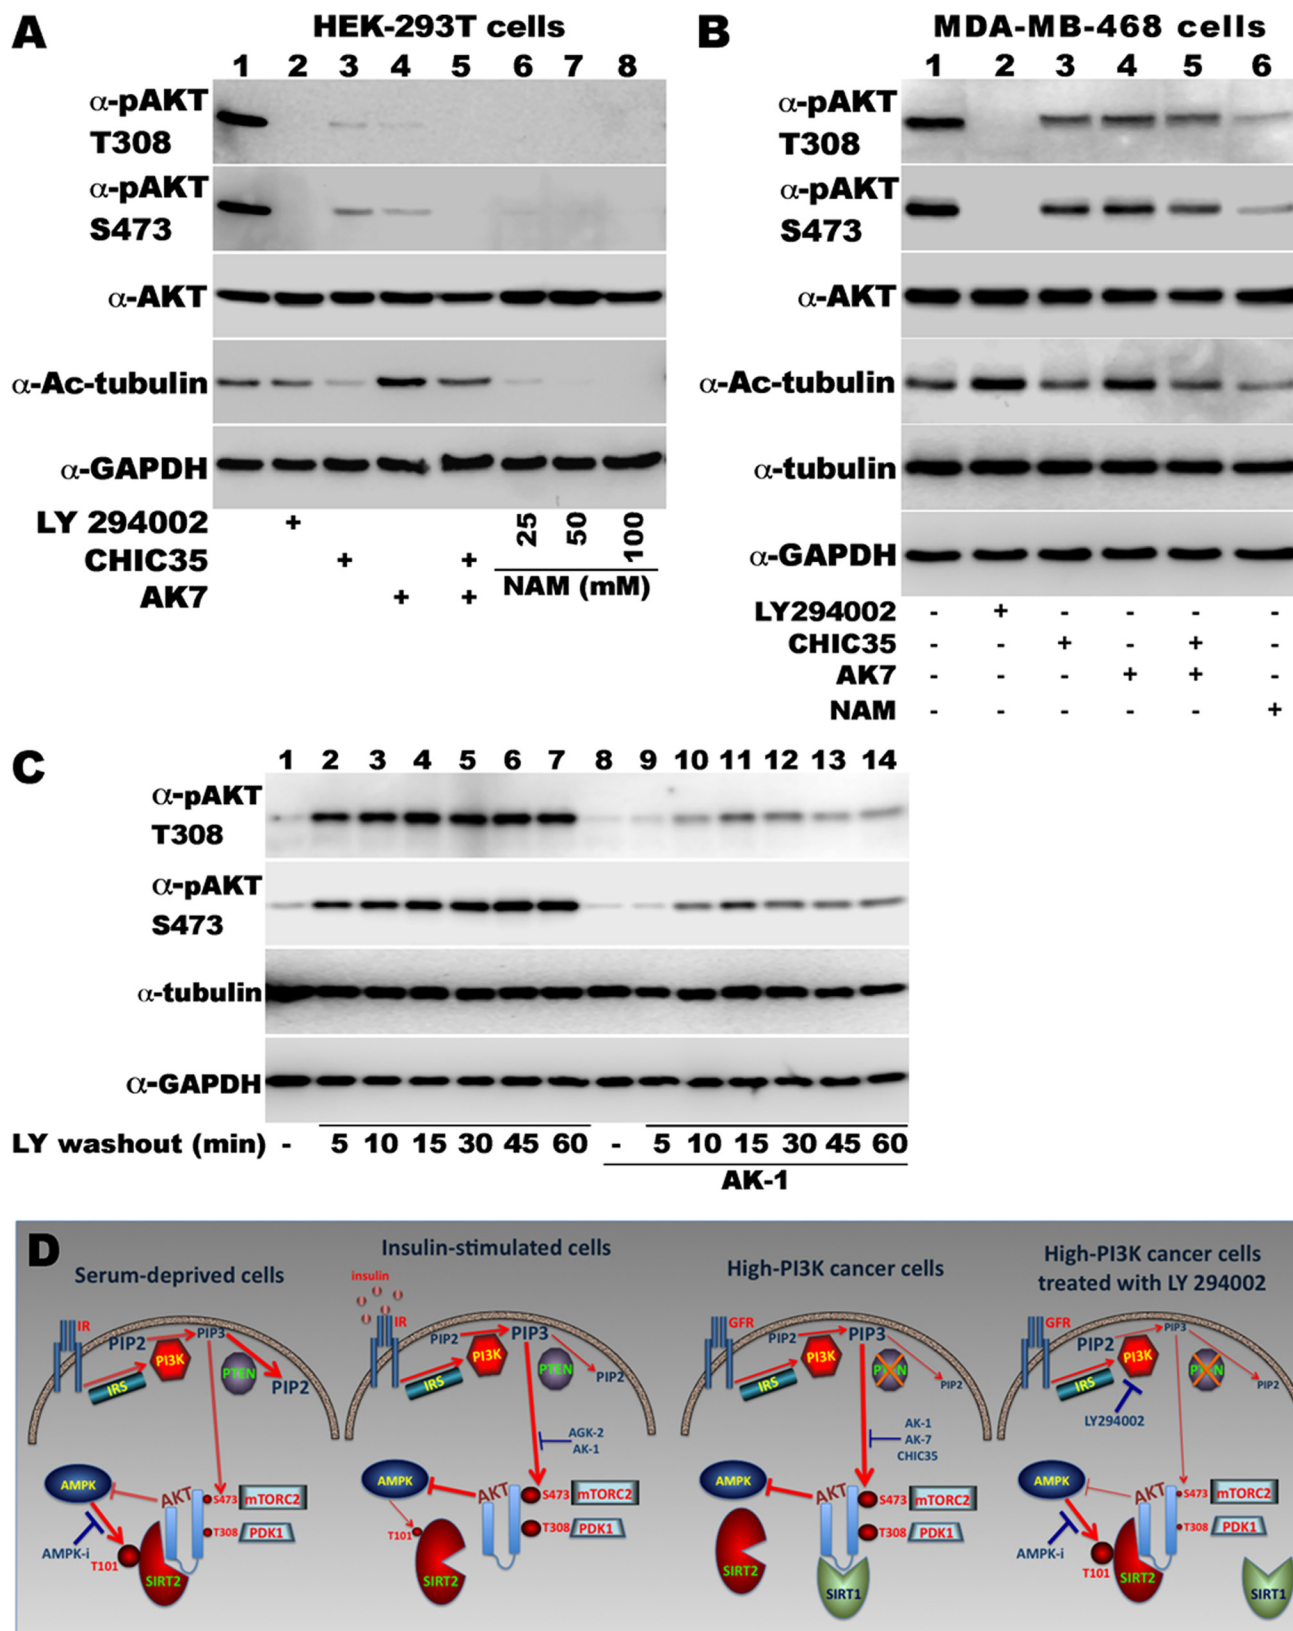 A
HEK-293T cells
1 2 3 4 5 6 7 8
α-pAKT
T308
α-pAKT
S473
α-AKT
α-Ac-tubulin
α-GAPDH
LY 294002 + 25 50 100
CHIC35 + +
AK7 + + NAM (mM)
B
MDA-MB-468 cells
1 2 3 4 5 6
α-pAKT
T308
α-pAKT
S473
α-AKT
α-Ac-tubulin
α-tubulin
α-GAPDH
LY294002 - + - - - -
CHIC35 - - + - + -
AK7 - - - + + -
NAM - - - - - +
C
1 2 3 4 5 6 7 8 9 10 11 12 13 14
α-pAKT
T308
α-pAKT
S473
α-tubulin
α-GAPDH
LY washout (min) - 5 10 15 30 45 60 - 5 10 15 30 45 60
AK-1
D
Serum-deprived cells
IR
PIP2 PIP3
PI3K
IRS
PTEN
PIP2
AMPK
AKT
S473 mTORC2
T308 PDK1
AMPK-i
T101
SIRT2
Insulin-stimulated cells
insulin
IR
PIP2 PIP3
PI3K
IRS
PTEN
PIP2
AGK-2
AK-1
AMPK
AKT
S473 mTORC2
T308 PDK1
T101
SIRT2
High-PI3K cancer cells
GFR
PIP2 PIP3
PI3K
IRS
PTEN
PIP2
AK-1
AK-7
CHIC35
AMPK
AKT
S473 mTORC2
T308 PDK1
SIRT2
SIRT1
High-PI3K cancer cells
treated with LY 294002
GFR
PIP2 PIP3
PI3K
IRS
PTEN
PIP2
LY294002
AMPK
AKT
S473 mTORC2
T308 PDK1
AMPK-i
T101
SIRT2
SIRT1